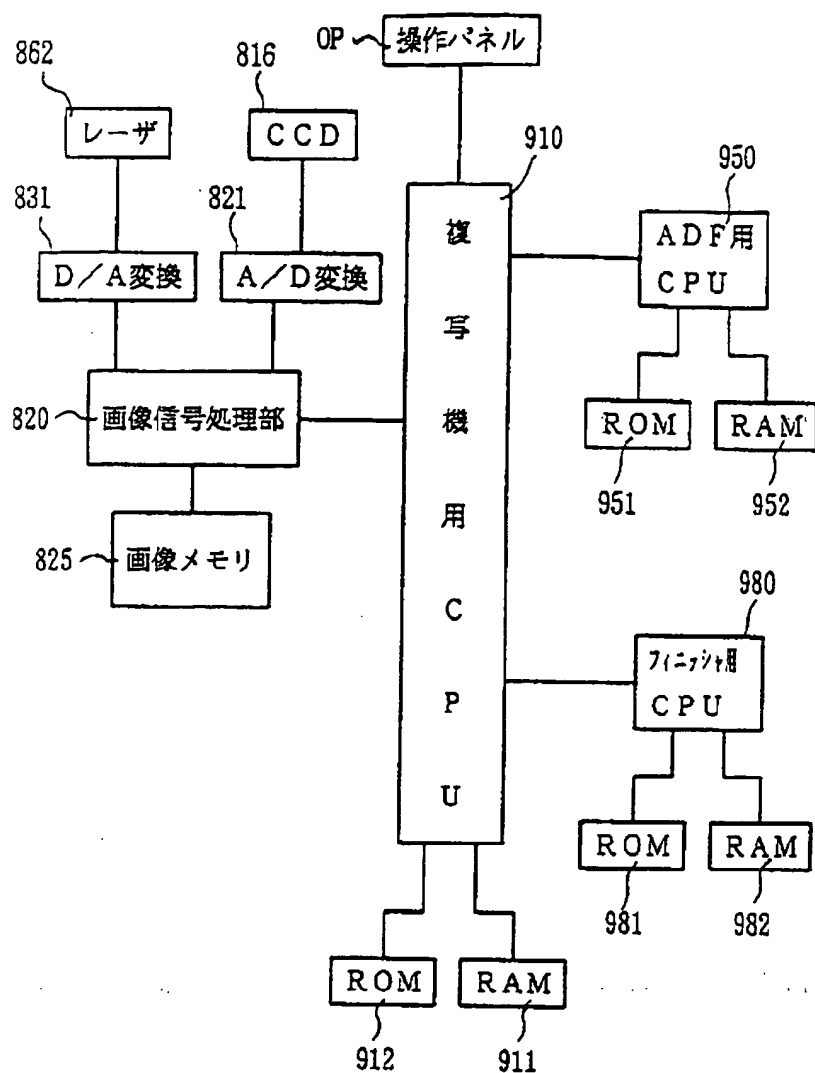 OP
操作パネル
862
816
レーザ
CCD
910
950
831
821
ADF用
CPU
D/A変換
A/D変換
複写機用CPU
820
画像信号処理部
ROM
RAM
951
952
825
画像メモリ
980
フィニッシャ用
CPU
ROM
RAM
981
982
ROM
RAM
912
911